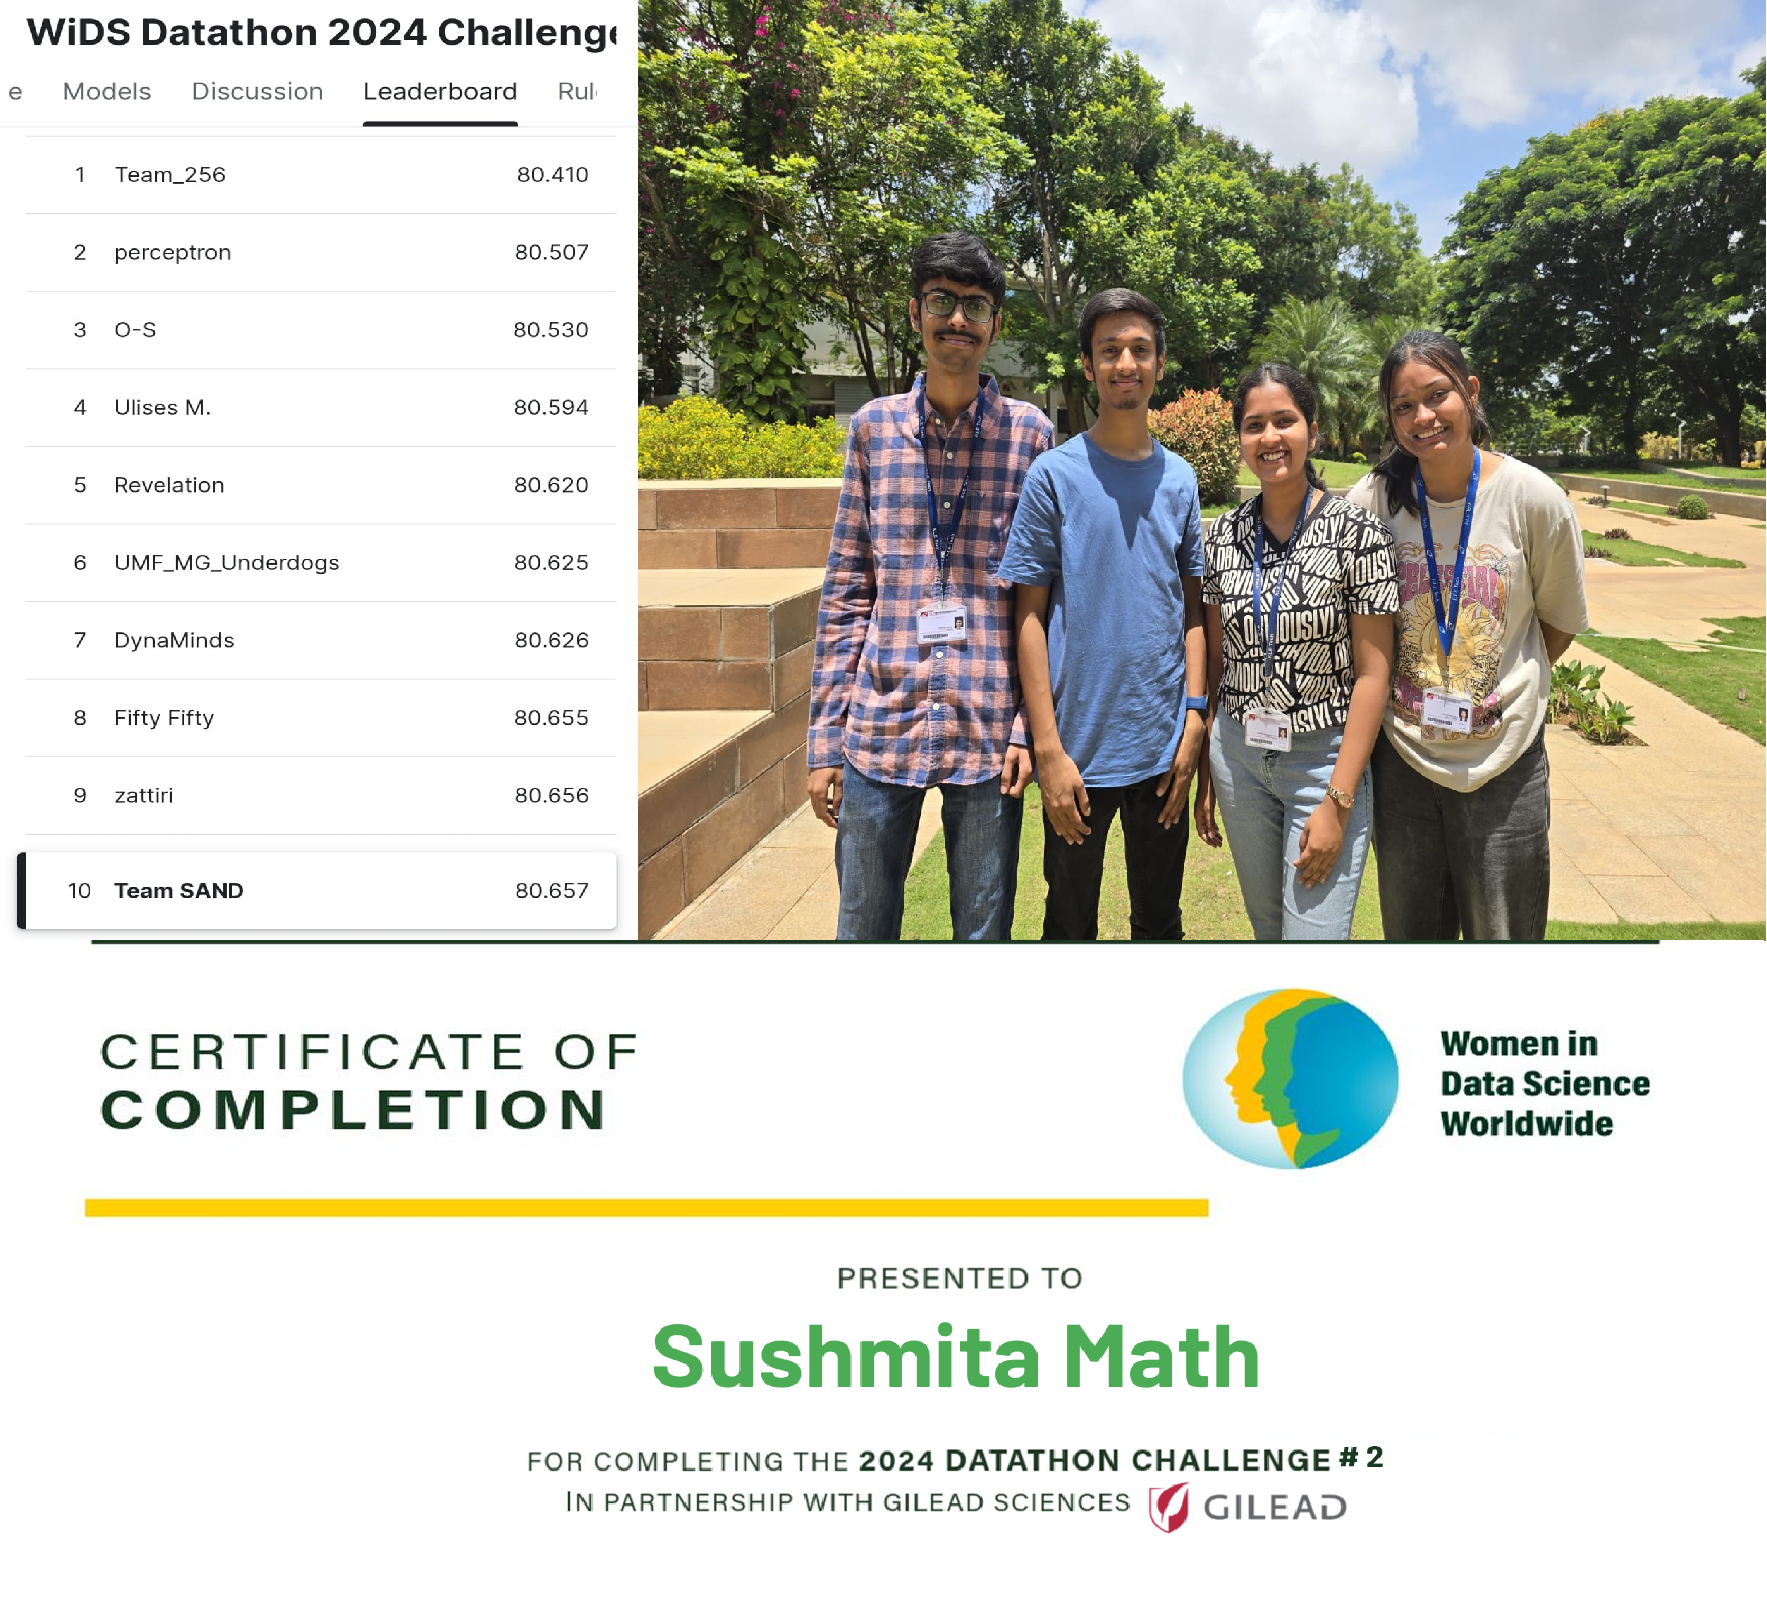 WiDS Datathon 2024 Challenge
e Models Discussion Leaderboard Rul
1 Team_256 80.410
2 perceptron 80.507
3 O-S 80.530
4 Ulises M. 80.594
5 Revelation 80.620
6 UMF_MG_Underdogs 80.625
7 DynaMinds 80.626
8 Fifty Fifty 80.655
9 zattiri 80.656
10 Team SAND 80.657
OBVIOUSLY!
CERTIFICATE OF
COMPLETION
Women in
Data Science
Worldwide
PRESENTED TO
Sushmita Math
FOR COMPLETING THE 2024 DATATHON CHALLENGE # 2
IN PARTNERSHIP WITH GILEAD SCIENCES GILEAD